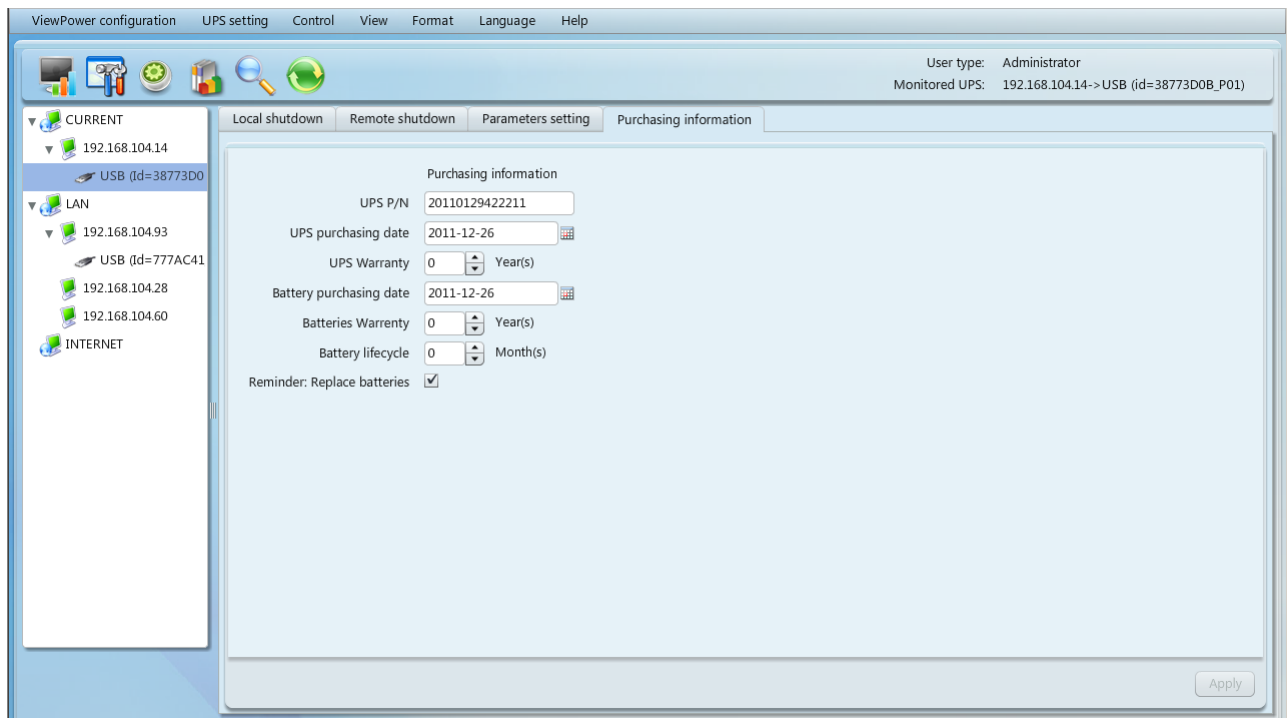 ViewPower configuration UPS setting Control View Format Language Help
User type: Administrator
Monitored UPS: 192.168.104.14->USB (id=38773D0B_P01)
CURRENT
192.168.104.14
USB (Id=38773D0
LAN
192.168.104.93
USB (Id=777AC41
192.168.104.28
192.168.104.60
INTERNET
Local shutdown Remote shutdown Parameters setting Purchasing information
Purchasing information
UPS P/N 20110129422211
UPS purchasing date 2011-12-26
UPS Warranty 0 Year(s)
Battery purchasing date 2011-12-26
Batteries Warrenty 0 Year(s)
Battery lifecycle 0 Month(s)
Reminder: Replace batteries
Apply